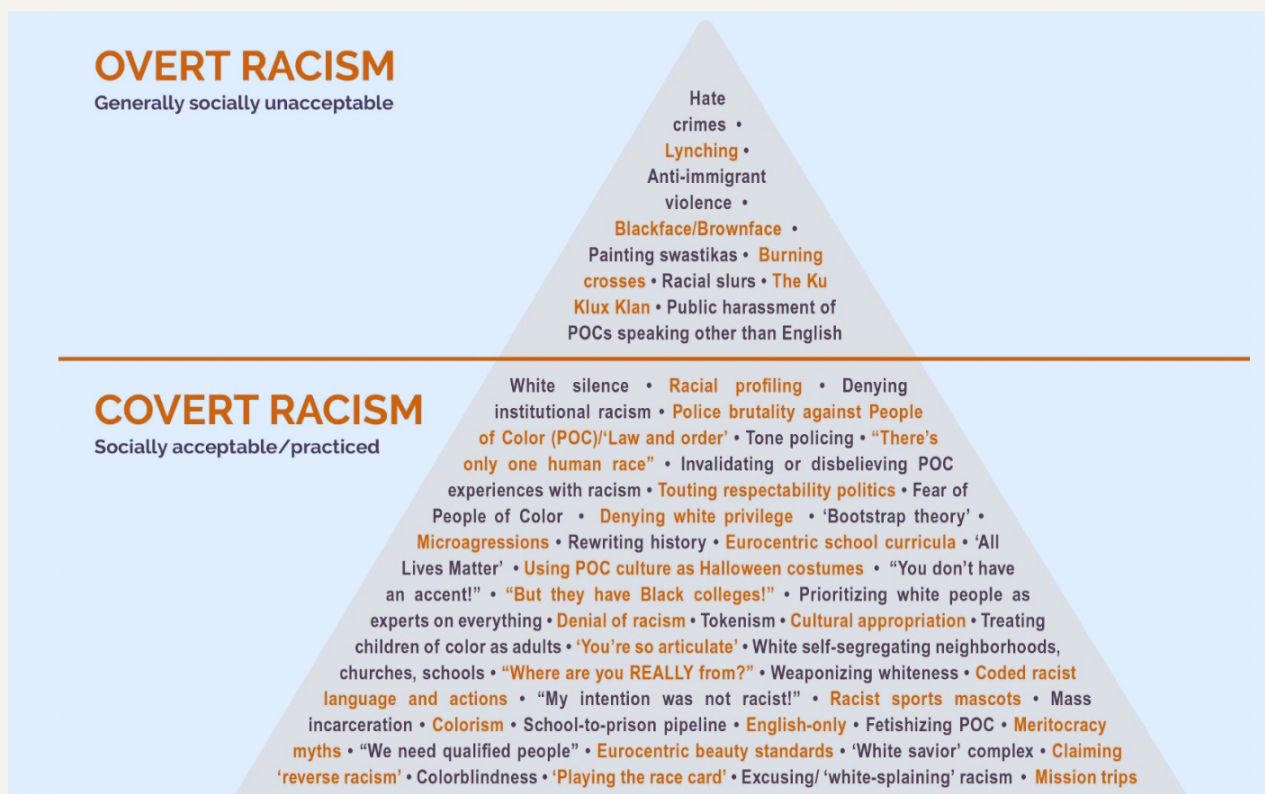 OVERT RACISM
Generally socially unacceptable
Hate
crimes •
Lynching •
Anti-immigrant
violence •
Blackface/Brownface •
Painting swastikas • Burning
crosses • Racial slurs • The Ku
Klux Klan • Public harassment of
POCs speaking other than English
COVERT RACISM
Socially acceptable/practiced
White silence • Racial profiling • Denying
institutional racism • Police brutality against People
of Color (POC)/‘Law and order’ • Tone policing • “There’s
only one human race” • Invalidating or disbelieving POC
experiences with racism • Touting respectability politics • Fear of
People of Color • Denying white privilege • ‘Bootstrap theory’ •
Microagressions • Rewriting history • Eurocentric school curricula • ‘All
Lives Matter’ • Using POC culture as Halloween costumes • “You don’t have
an accent!” • “But they have Black colleges!” • Prioritizing white people as
experts on everything • Denial of racism • Tokenism • Cultural appropriation • Treating
children of color as adults • ‘You’re so articulate’ • White self-segregating neighborhoods,
churches, schools • “Where are you REALLY from?” • Weaponizing whiteness • Coded racist
language and actions • “My intention was not racist!” • Racist sports mascots • Mass
incarceration • Colorism • School-to-prison pipeline • English-only • Fetishizing POC • Meritocracy
myths • “We need qualified people” • Eurocentric beauty standards • ‘White savior’ complex • Claiming
‘reverse racism’ • Colorblindness • ‘Playing the race card’ • Excusing/ ‘white-splaining’ racism • Mission trips